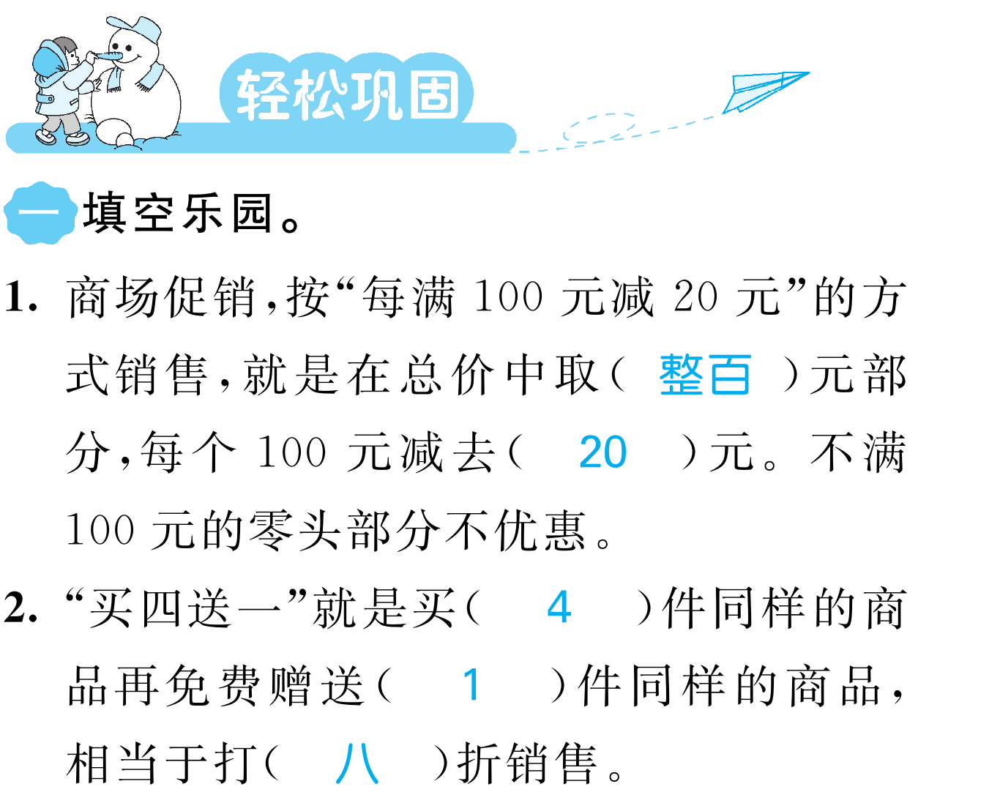 轻松巩固
一 填空乐园。
1. 商场促销,按“每满 100 元减 20 元”的方
式销售,就是在总价中取( 整百 )元部
分,每个 100 元减去( 20 )元。不满
100 元的零头部分不优惠。
2. “买四送一”就是买( 4 )件同样的商
品再免费赠送( 1 )件同样的商品,
相当于打( 八 )折销售。